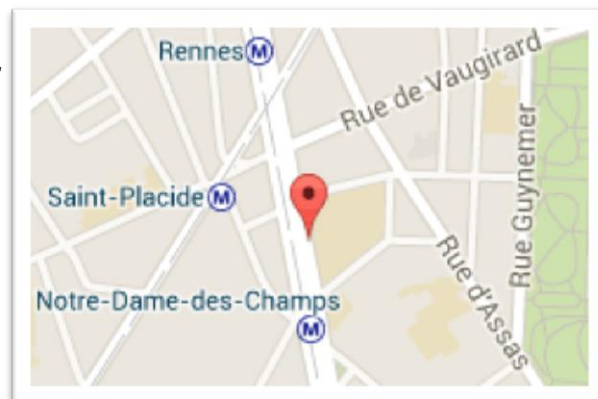 Rennes M
Rue de Vaugirard
Rue Guynemer
Saint-Placide M
Rue d'Assas
Notre-Dame-des-Champs
M